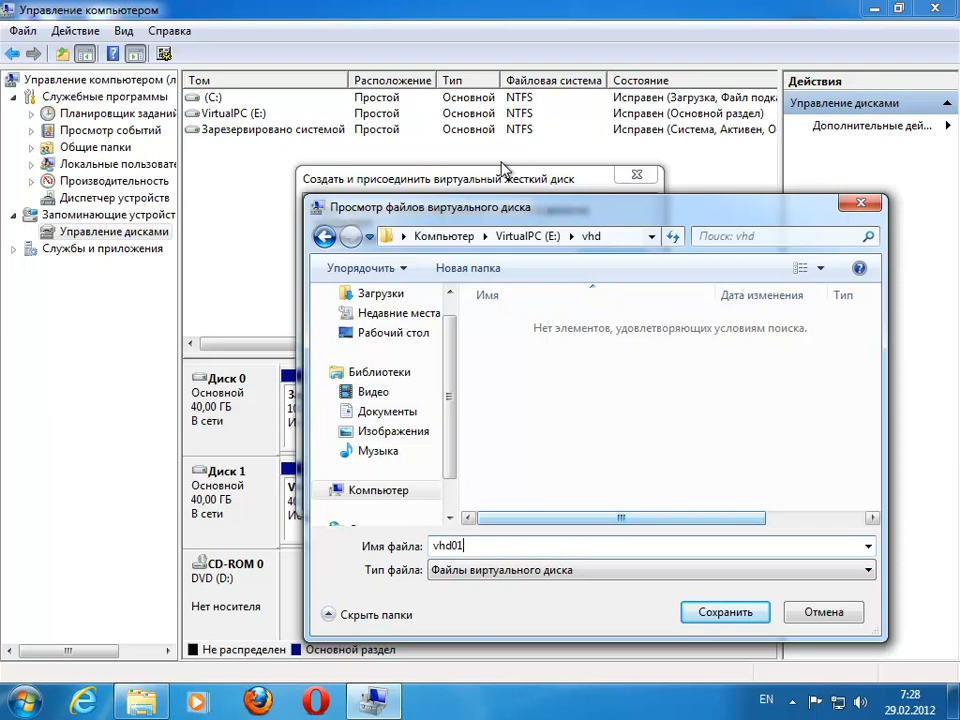 Управление компьютером
Файл Действие Вид Справка
Управление компьютером (л
Служебные программы
Планировщик заданий
Просмотр событий
Общие папки
Локальные пользовате
Производительность
Диспетчер устройств
Запоминающие устройст
Управление дисками
Службы и приложения
Том Расположение Тип Файловая система Состояние
(C:) Простой Основной NTFS Исправен (Загрузка, Файл подка
VirtualPC (E:) Простой Основной NTFS Исправен (Основной раздел)
Зарезервировано системой Простой Основной NTFS Исправен (Система, Активен, О
Действия
Управление дисками
Дополнительные дей...
Создать и присоединить виртуальный жесткий диск
Просмотр файлов виртуального диска
Компьютер VirtualPC (E:) vhd
Поиск: vhd
Упорядочить Новая папка
Загрузки
Недавние места
Рабочий стол
Библиотеки
Видео
Документы
Изображения
Музыка
Компьютер
Имя Дата изменения Тип
Нет элементов, удовлетворяющих условиям поиска.
Имя файла: vhd01
Тип файла: Файлы виртуального диска
Скрыть папки
Сохранить Отмена
Диск 0
Основной
40,00 ГБ
В сети
Диск 1
Основной
40,00 ГБ
В сети
CD-ROM 0
DVD (D:)
Нет носителя
Не распределен Основной раздел
EN
7:28
29.02.2012